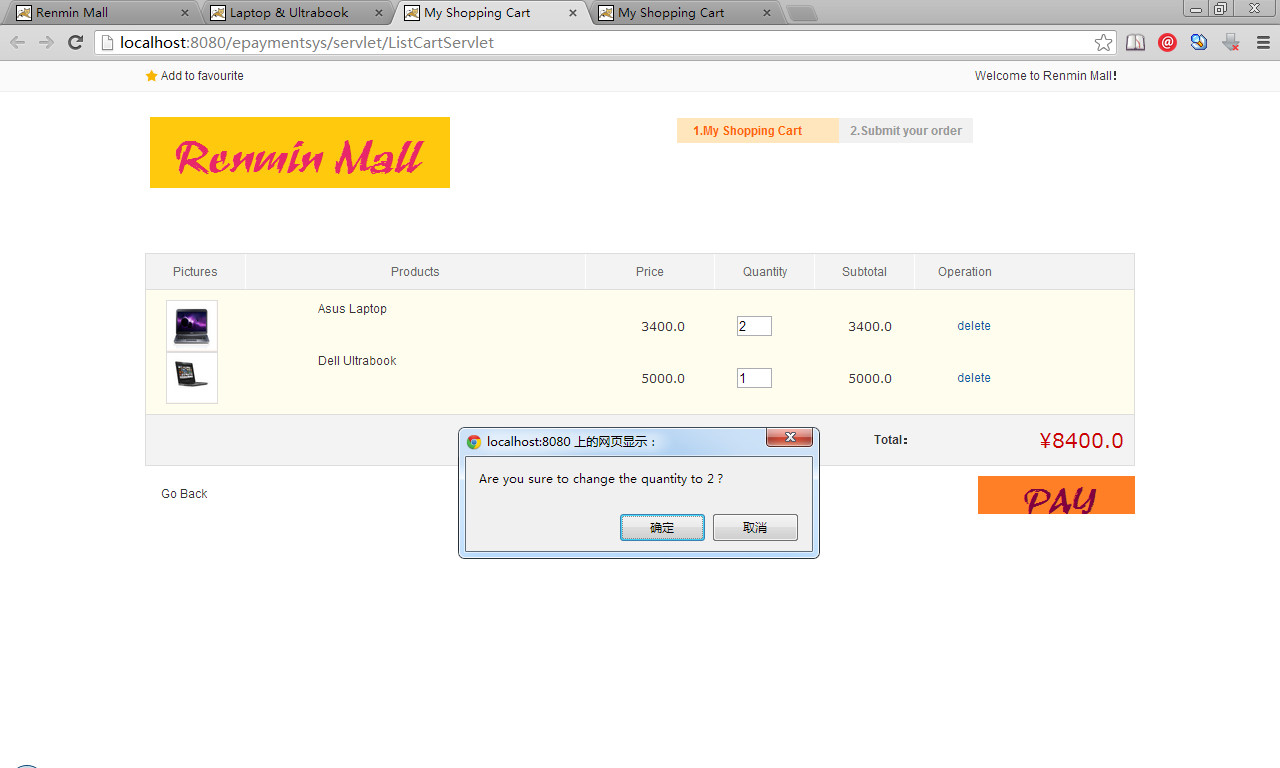 Renmin Mall
Laptop & Ultrabook
My Shopping Cart
My Shopping Cart
localhost:8080/epaymentsys/servlet/ListCartServlet
Add to favourite
Welcome to Renmin Mall!
Renmin Mall
1.My Shopping Cart
2.Submit your order
Pictures Products Price Quantity Subtotal Operation
Asus Laptop
3400.0 2 3400.0 delete
Dell Ultrabook
5000.0 1 5000.0 delete
Total: ¥8400.0
localhost:8080 上的网页显示:
Are you sure to change the quantity to 2 ?
确定 取消
Go Back
PAY